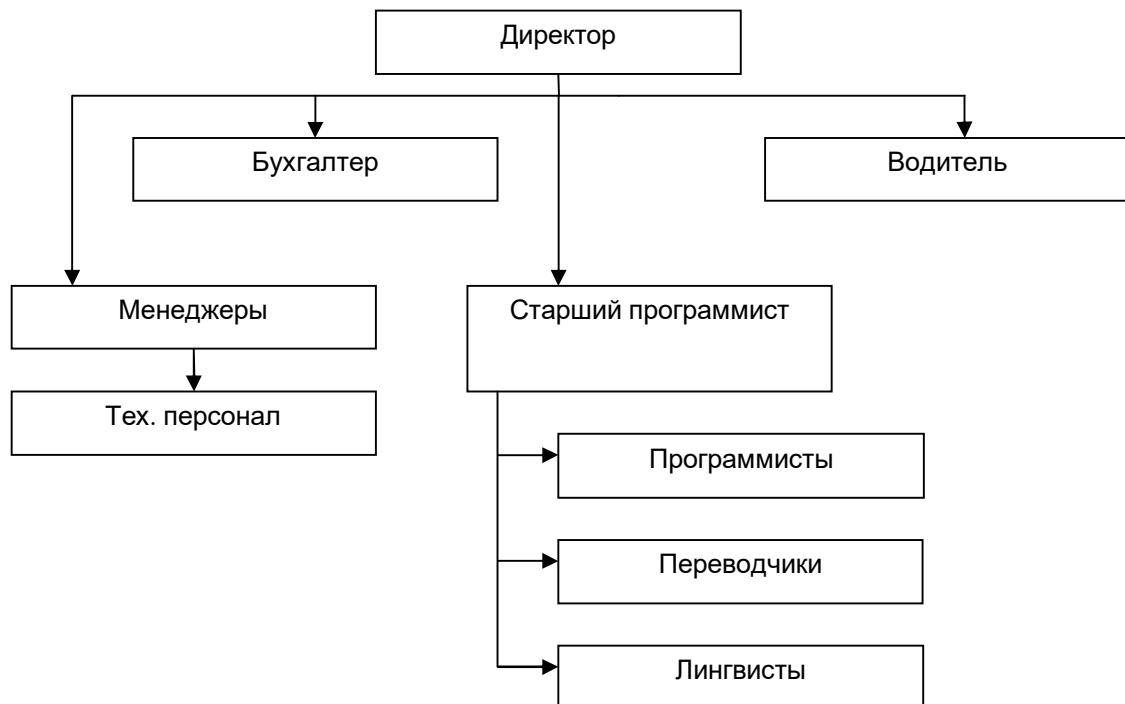 Директор
Бухгалтер
Водитель
Менеджеры
Старший программист
Тех. персонал
Программисты
Переводчики
Лингвисты